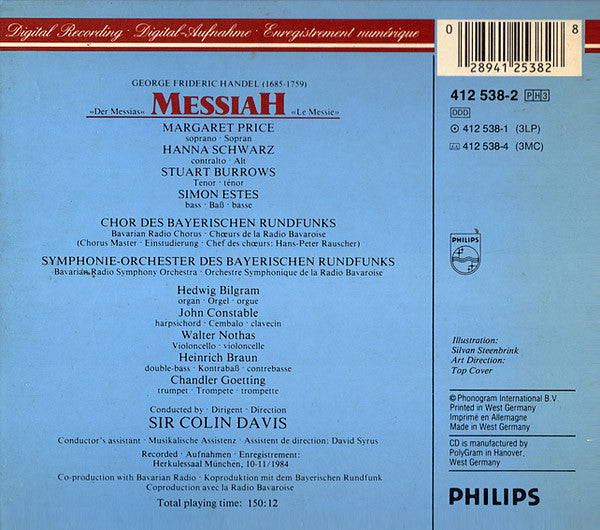 Digital Recording · Digital-Aufnahme · Enregistrement numérique
GEORGE FRIDERIC HANDEL (1685-1759)
«Der Messias» MESSIAH «Le Messie»
MARGARET PRICE
soprano · Sopran
HANNA SCHWARZ
contralto · Alt
STUART BURROWS
Tenor · ténor
SIMON ESTES
bass · Baß · basse
CHOR DES BAYERISCHEN RUNDFUNKS
Bavarian Radio Chorus · Chœurs de la Radio Bavaroise
(Chorus Master · Einstudierung · Chef des chœurs: Hans-Peter Rauscher)
SYMPHONIE-ORCHESTER DES BAYERISCHEN RUNDFUNKS
Bavarian Radio Symphony Orchestra · Orchestre Symphonique de la Radio Bavaroise
Hedwig Bilgram
organ · Orgel · orgue
John Constable
harpsichord · Cembalo · clavecin
Walter Nothas
Violoncello · violoncelle
Heinrich Braun
double-bass · Kontrabaß · contrebasse
Chandler Goetting
trumpet · Trompete · trompette
Conducted by · Dirigent · Direction
SIR COLIN DAVIS
Conductor's assistant · Musikalische Assistenz · Assistent de direction: David Syrus
Recorded · Aufnahmen · Enregistrement:
Herkulessaal München, 10-11/1984
Co-production with Bavarian Radio · Koproduktion mit dem Bayerischen Rundfunk
Coproduction avec la Radio Bavaroise
Total playing time: 150:12
0 8
28941 25382
412 538-2 PH3
DDD
412 538-1 (3LP)
412 538-4 (3MC)
PHILIPS
Illustration:
Silvan Steenbrink
Art Direction:
Top Cover
℗ Phonogram International B.V.
Printed in West Germany
Imprimé en Allemagne
Made in West Germany
CD is manufactured by
PolyGram in Hanover,
West Germany
PHILIPS